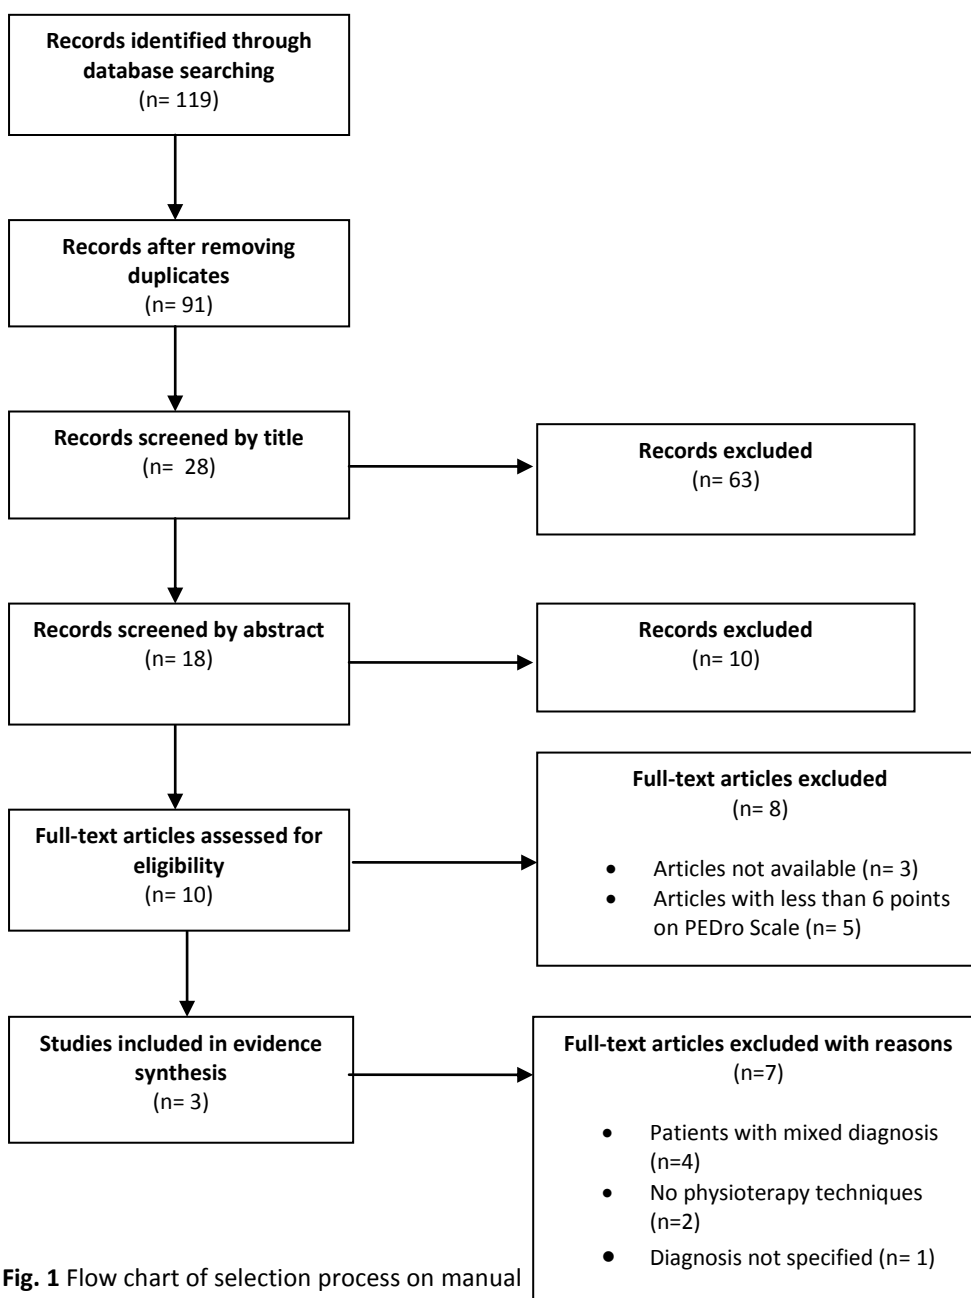 Records identified through
database searching
(n= 119)
Records after removing
duplicates
(n= 91)
Records screened by title
(n= 28)
Records excluded
(n= 63)
Records screened by abstract
(n= 18)
Records excluded
(n= 10)
Full-text articles assessed for
eligibility
(n= 10)
Full-text articles excluded
(n= 8)
• Articles not available (n= 3)
• Articles with less than 6 points
on PEDro Scale (n= 5)
Studies included in evidence
synthesis
(n= 3)
Full-text articles excluded with reasons
(n=7)
• Patients with mixed diagnosis
(n=4)
• No physioterapy techniques
(n=2)
• Diagnosis not specified (n= 1)
Fig. 1 Flow chart of selection process on manual